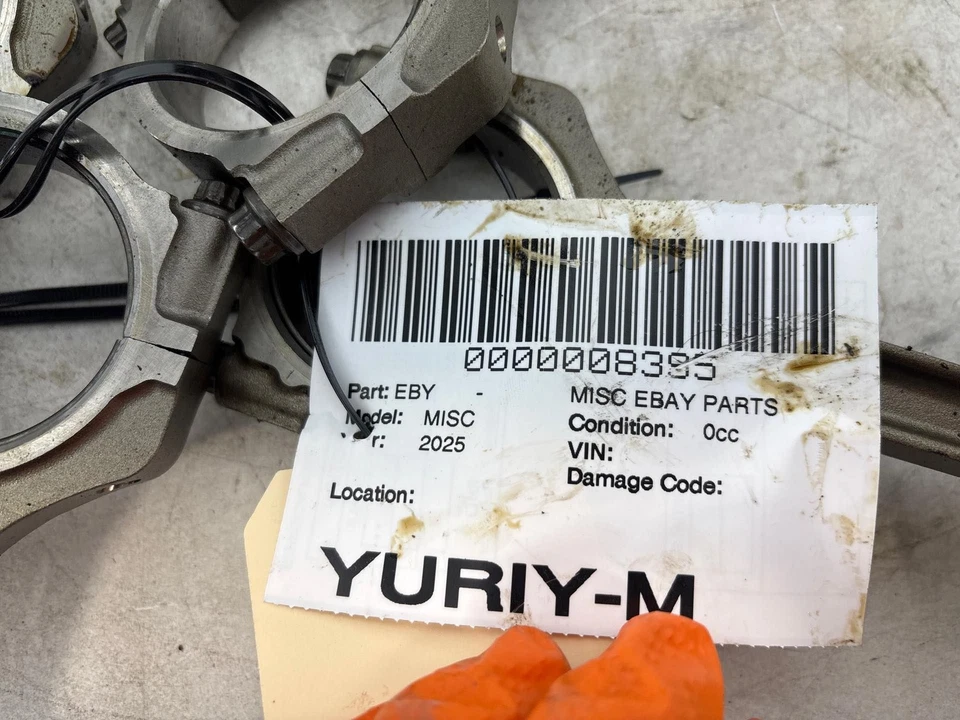 0000008395
Part: EBY - MISC EBAY PARTS
Model: MISC Condition: 0cc
r: 2025 VIN:
Damage Code:
Location:
YURIY-M